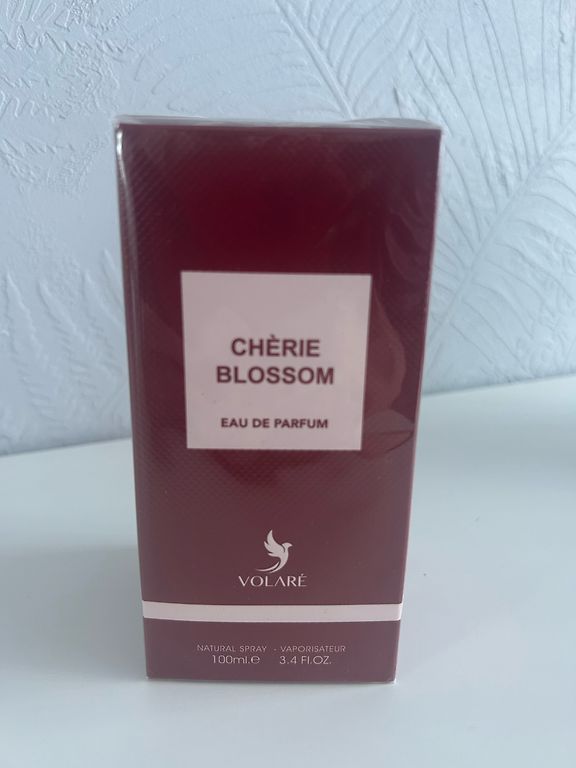 CHÈRIE
BLOSSOM
EAU DE PARFUM
VOLARÉ
NATURAL SPRAY - VAPORISATEUR
100ml.e 3.4 Fl.OZ.